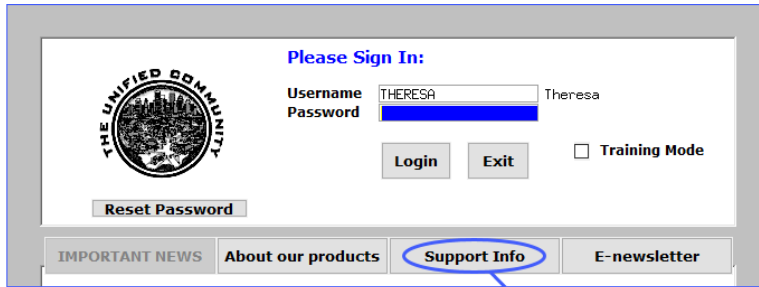 THE UNIFIED COMMUNITY
Please Sign In:
Username THERESA Theresa
Password
Login Exit Training Mode
Reset Password
IMPORTANT NEWS About our products Support Info E-newsletter